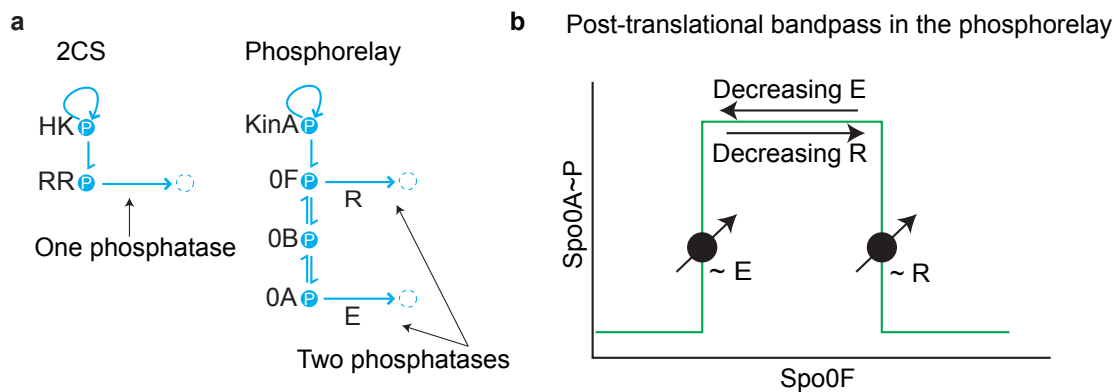 a
2CS
HK P
RR P
One phosphatase
Phosphorelay
KinA P
0F P
R
0B P
0A P
E
Two phosphatases
b
Post-translational bandpass in the phosphorelay
Decreasing E
Decreasing R
Spo0A~P
~ E
~ R
Spo0F